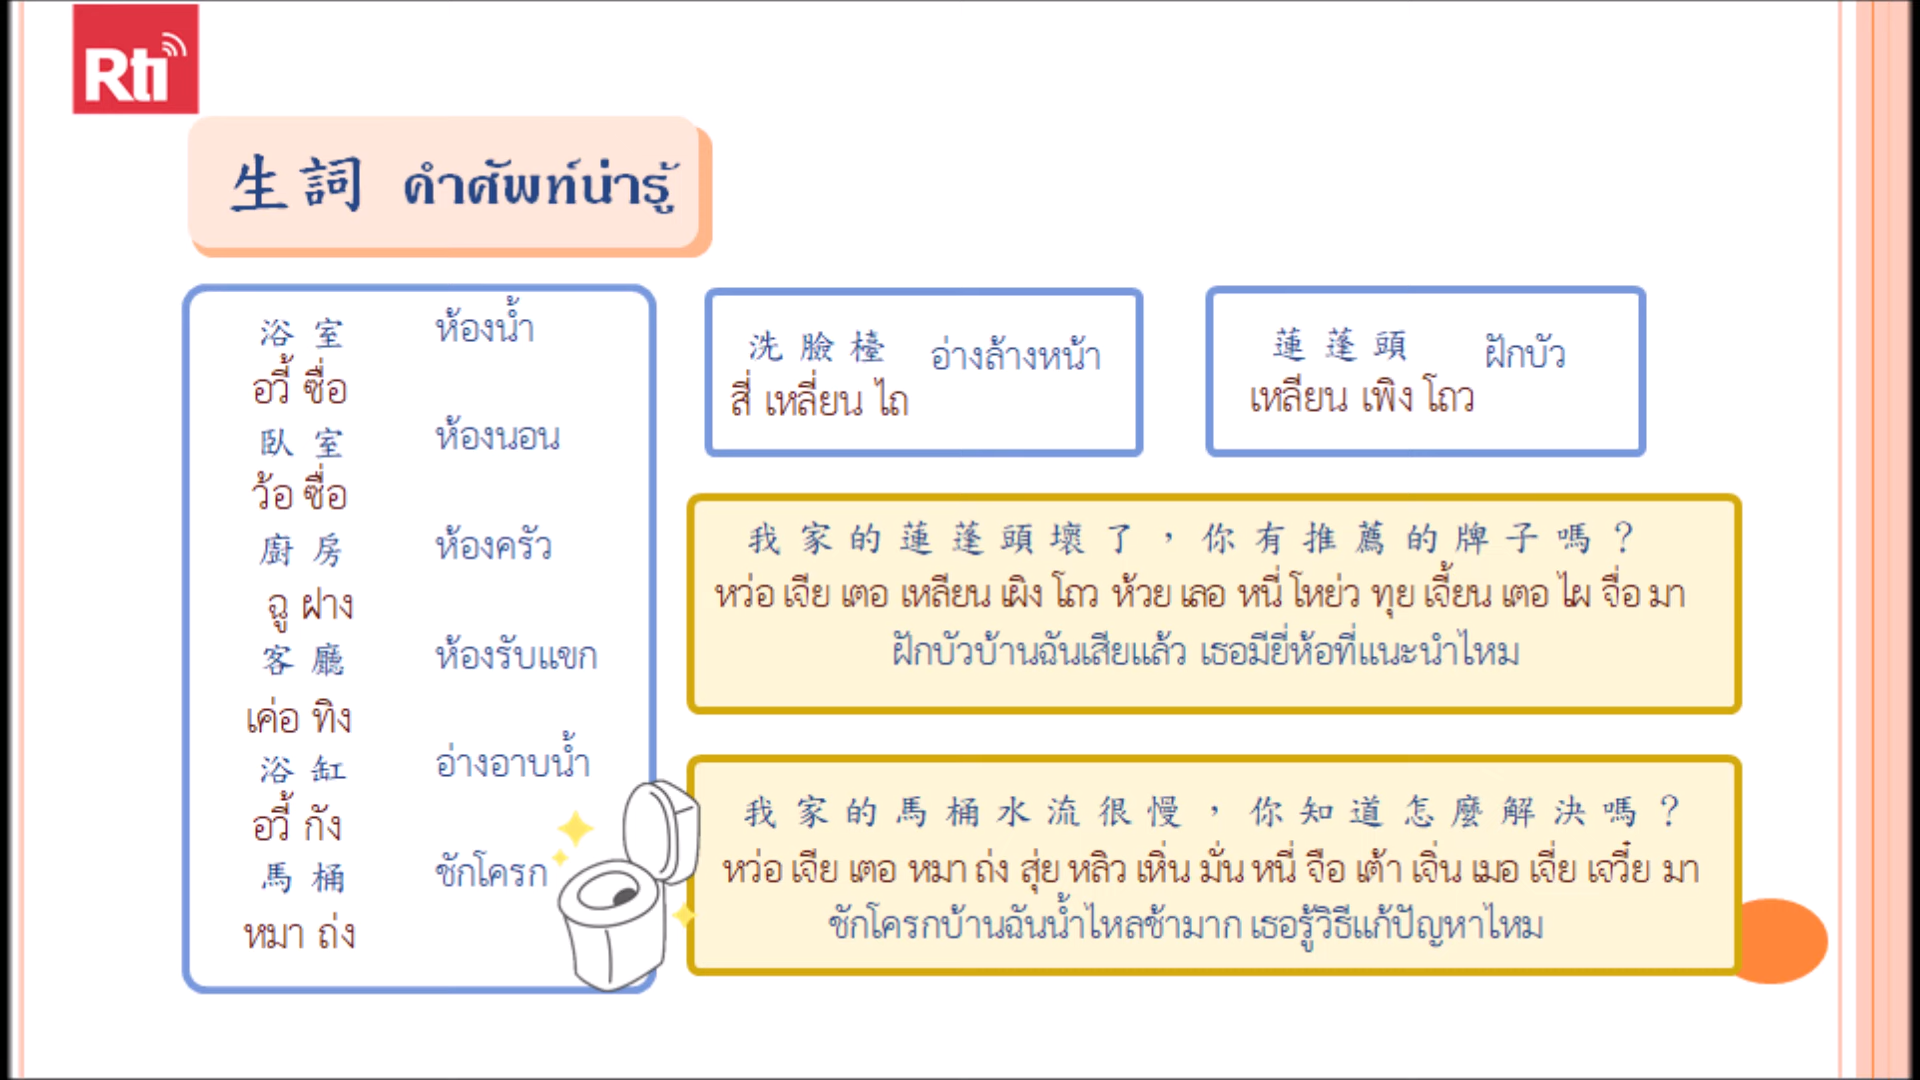 Rti
生詞 คำศัพท์น่ารู้
浴室 ห้องน้ำ
อวี้ ซื่อ
臥室 ห้องนอน
ว้อ ซื่อ
廚房 ห้องครัว
ฉู ฝาง
客廳 ห้องรับแขก
เค่อ ทิง
浴缸 อ่างอาบน้ำ
อวี้ กัง
馬桶 ชักโครก
หมา ถ่ง
洗臉檯 อ่างล้างหน้า
สี่ เหลี่ยน ไถ
蓮蓬頭 ฝักบัว
เหลียน เพิง โถว
我家的蓮蓬頭壞了，你有推薦的牌子嗎？
หว่อ เจีย เตอ เหลียน เผิง โถว ห้วย เลอ หนี่ โหย่ว ทุย เจี้ยน เตอ ไผ จื่อ มา
ฝักบัวบ้านฉันเสียแล้ว เธอมียี่ห้อที่แนะนำไหม
我家的馬桶水流很慢，你知道怎麼解決嗎？
หว่อ เจีย เตอ หมา ถ่ง สุ่ย หลิว เหิ่น มั่น หนี่ จือ เต้า เจิ่น เมอ เจี่ย เจวี๋ย มา
ชักโครกบ้านฉันน้ำไหลช้ามาก เธอรู้วิธีแก้ปัญหาไหม